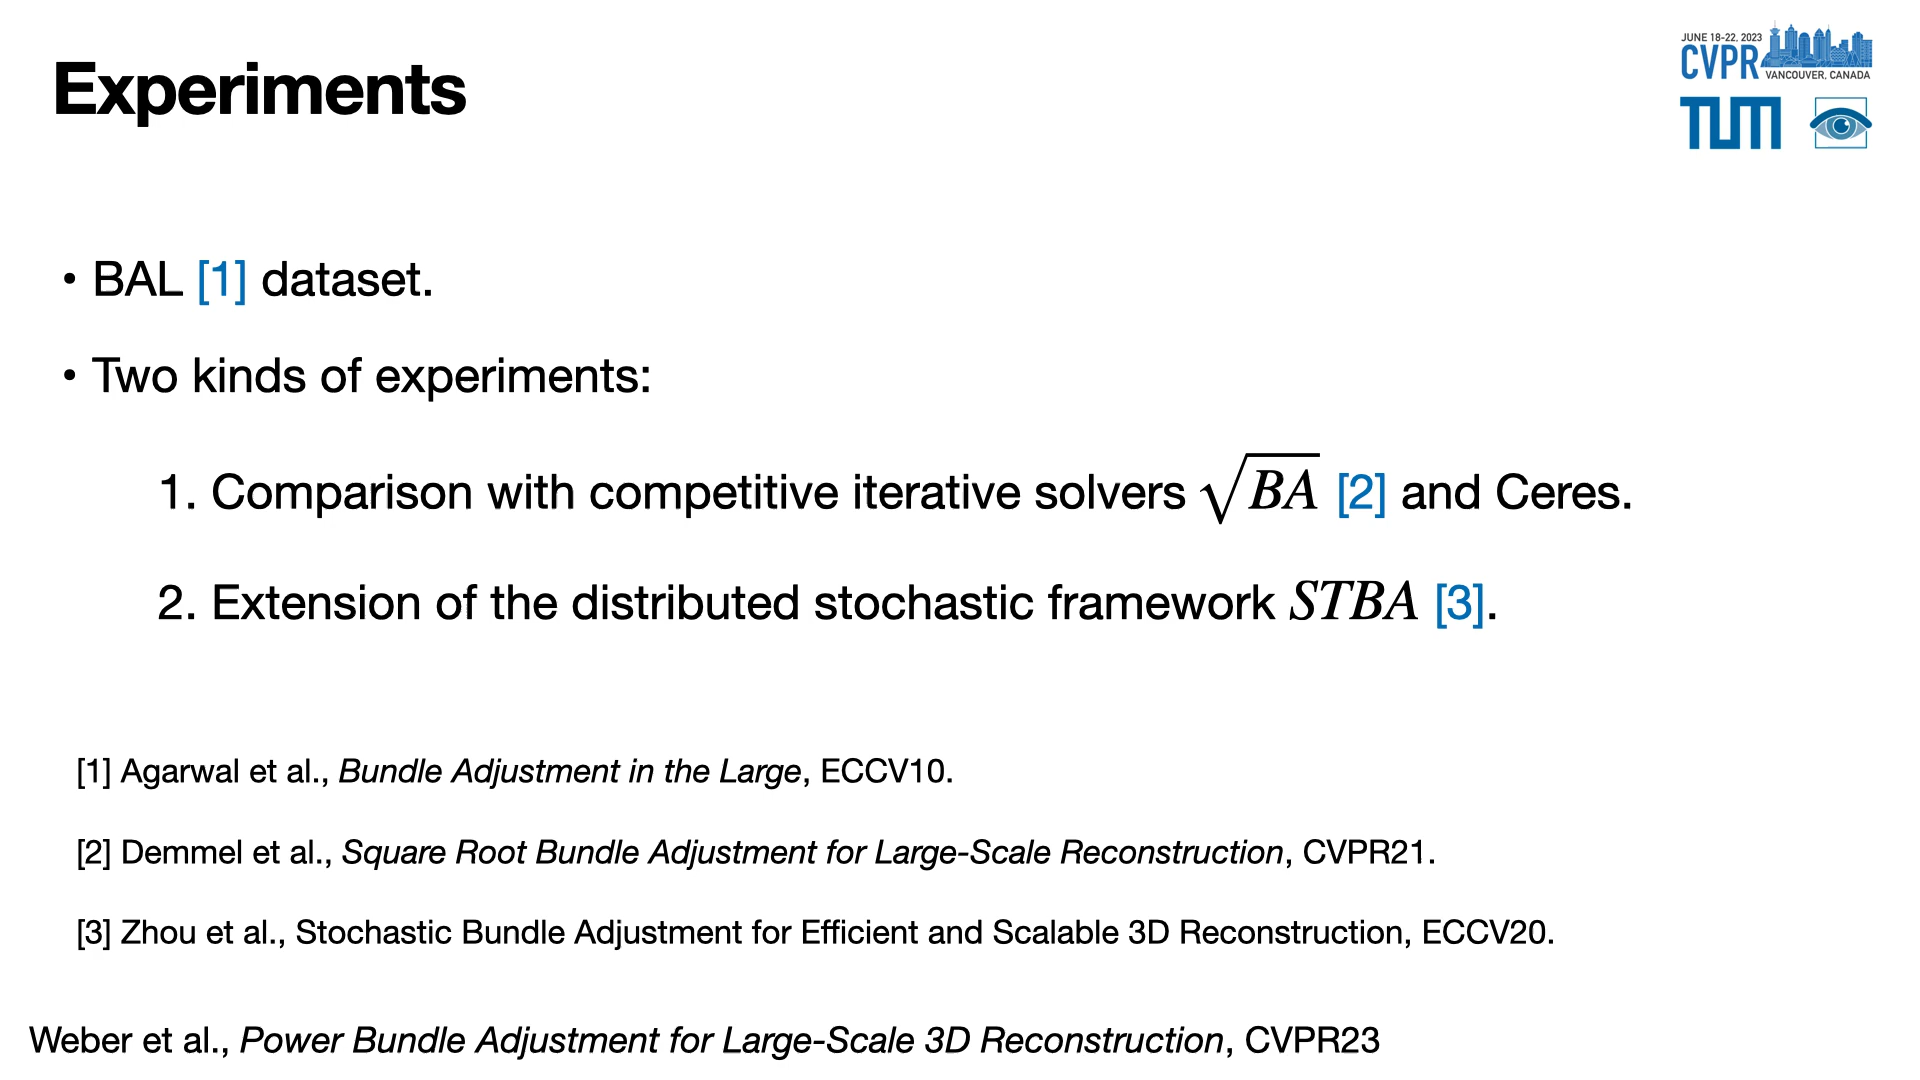 Experiments
JUNE 18-22, 2023
CVPR
VANCOUVER, CANADA
TUM
• BAL [1] dataset.
• Two kinds of experiments:
1. Comparison with competitive iterative solvers √BA [2] and Ceres.
2. Extension of the distributed stochastic framework STBA [3].
[1] Agarwal et al., Bundle Adjustment in the Large, ECCV10.
[2] Demmel et al., Square Root Bundle Adjustment for Large-Scale Reconstruction, CVPR21.
[3] Zhou et al., Stochastic Bundle Adjustment for Efficient and Scalable 3D Reconstruction, ECCV20.
Weber et al., Power Bundle Adjustment for Large-Scale 3D Reconstruction, CVPR23